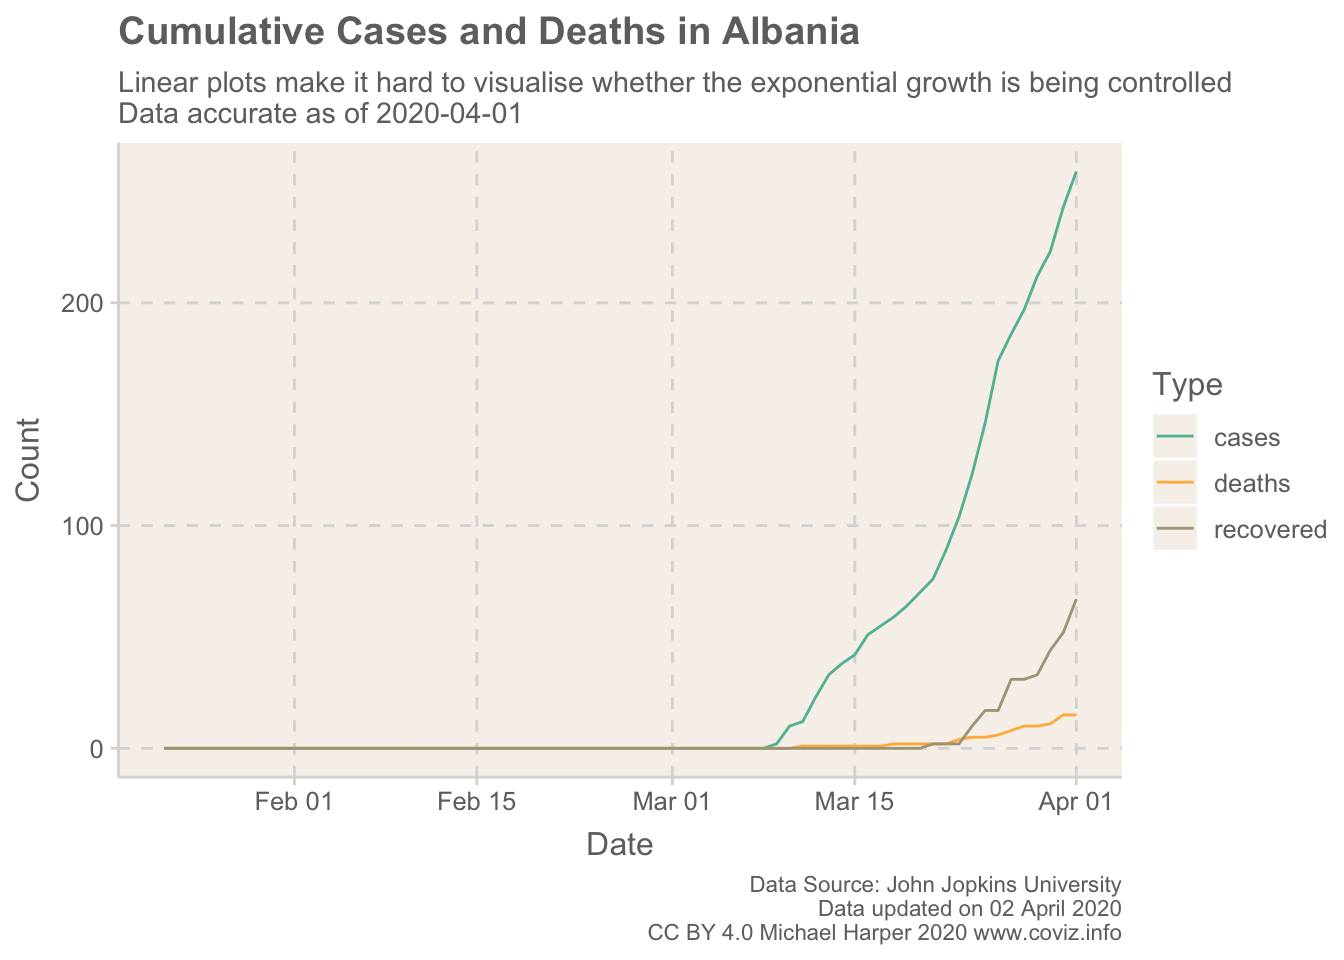 Cumulative Cases and Deaths in Albania
Linear plots make it hard to visualise whether the exponential growth is being controlled
Data accurate as of 2020-04-01
Count
200
100
0
Feb 01
Feb 15
Mar 01
Mar 15
Apr 01
Date
Type
cases
deaths
recovered
Data Source: John Jopkins University
Data updated on 02 April 2020
CC BY 4.0 Michael Harper 2020 www.coviz.info